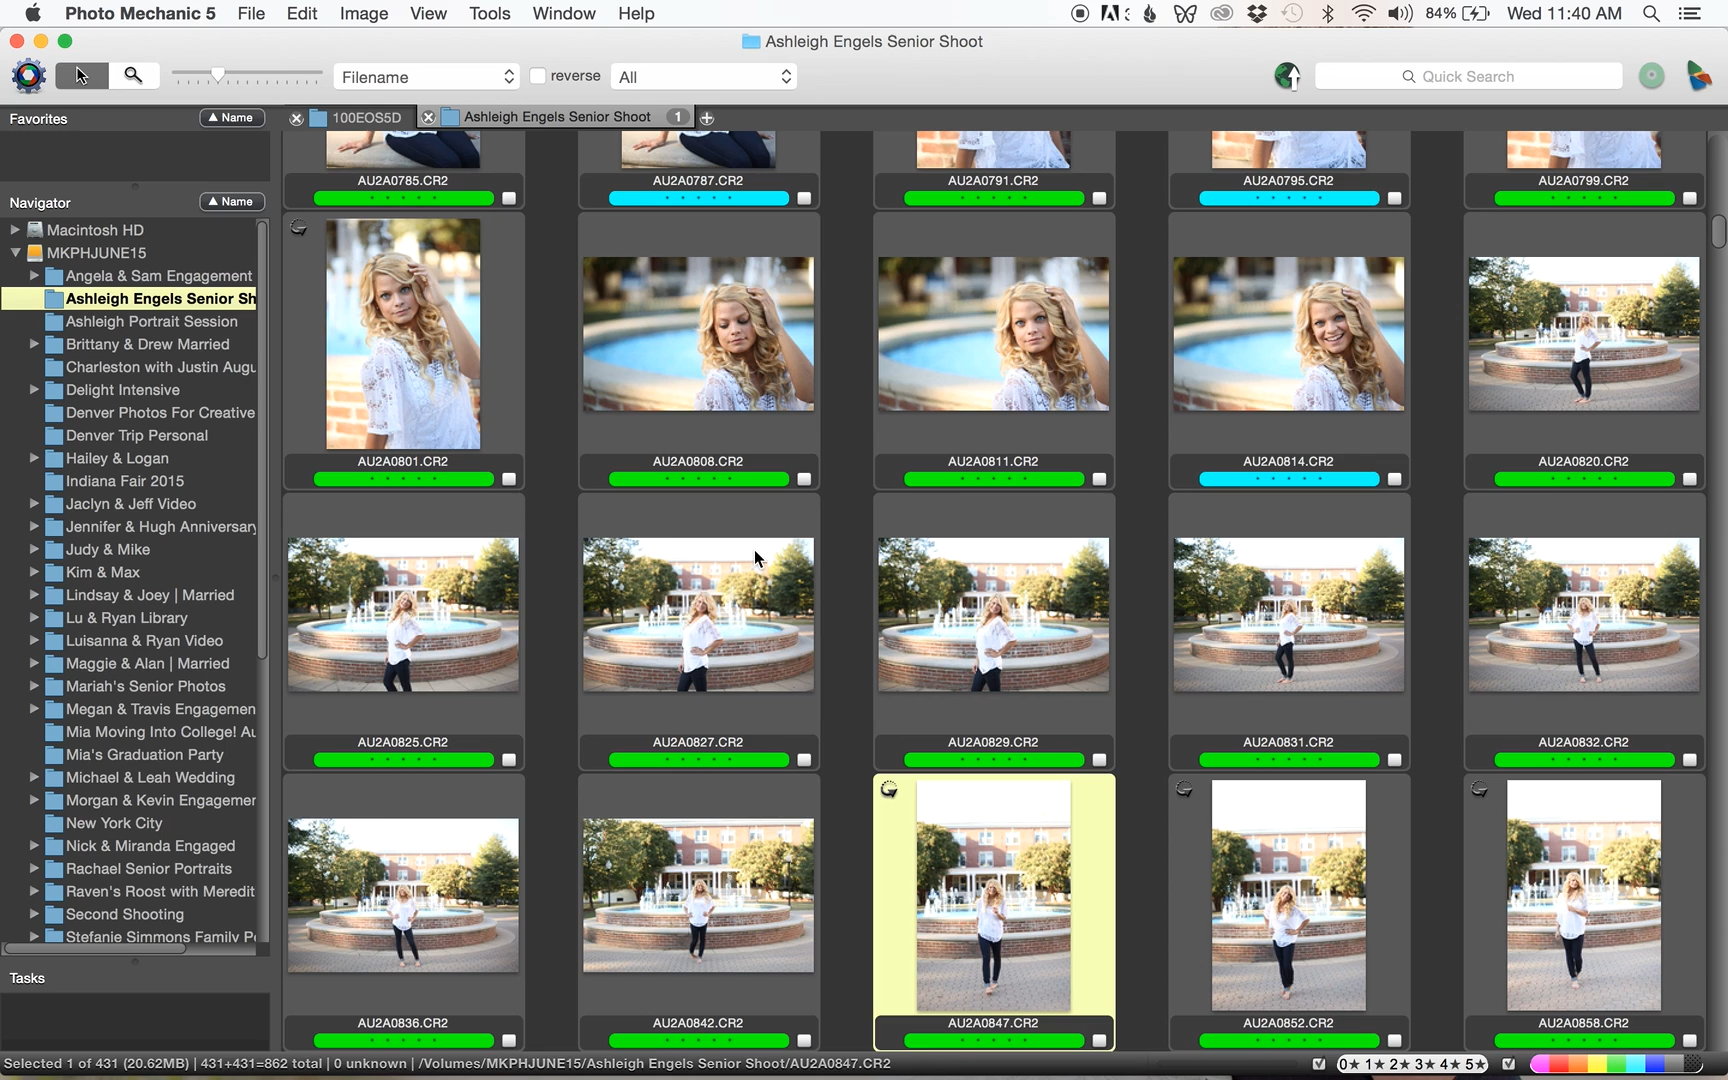 Photo Mechanic 5 File Edit Image View Tools Window Help 84% Wed 11:40 AM
Ashleigh Engels Senior Shoot
Filename reverse All Quick Search
Favorites Name 100EOS5D Ashleigh Engels Senior Shoot 1
AU2A0785.CR2 AU2A0787.CR2 AU2A0791.CR2 AU2A0795.CR2 AU2A0799.CR2
Navigator Name
Macintosh HD
MKPHJUNE15
Angela & Sam Engagement
Ashleigh Engels Senior Sh
Ashleigh Portrait Session
Brittany & Drew Married
Charleston with Justin Augu
Delight Intensive
Denver Photos For Creative
Denver Trip Personal
Hailey & Logan
Indiana Fair 2015
Jaclyn & Jeff Video
Jennifer & Hugh Anniversary
Judy & Mike
Kim & Max
Lindsay & Joey | Married
Lu & Ryan Library
Luisanna & Ryan Video
Maggie & Alan | Married
Mariah's Senior Photos
Megan & Travis Engagemen
Mia Moving Into College! Au
Mia's Graduation Party
Michael & Leah Wedding
Morgan & Kevin Engagemen
New York City
Nick & Miranda Engaged
Rachael Senior Portraits
Raven's Roost with Meredit
Second Shooting
Stefanie Simmons Family P
Tasks
AU2A0801.CR2 AU2A0808.CR2 AU2A0811.CR2 AU2A0814.CR2 AU2A0820.CR2
AU2A0825.CR2 AU2A0827.CR2 AU2A0829.CR2 AU2A0831.CR2 AU2A0832.CR2
AU2A0836.CR2 AU2A0842.CR2 AU2A0847.CR2 AU2A0852.CR2 AU2A0858.CR2
Selected 1 of 431 (20.62MB) | 431+431=862 total | 0 unknown | /Volumes/MKPHJUNE15/Ashleigh Engels Senior Shoot/AU2A0847.CR2 0★ 1★ 2★ 3★ 4★ 5★